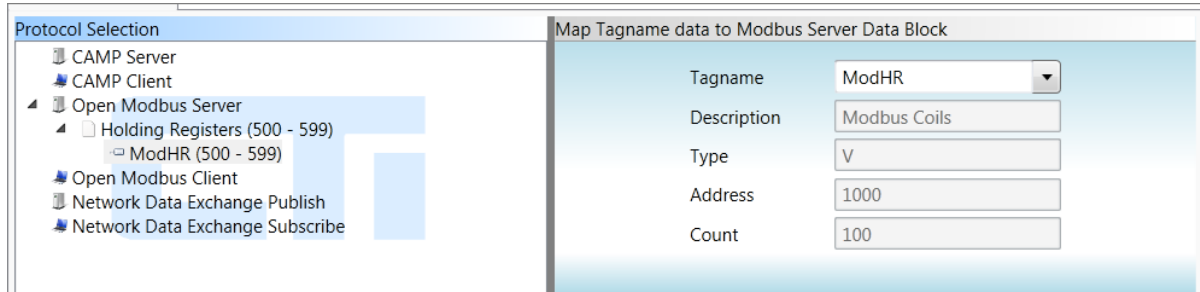 Protocol Selection
CAMP Server
CAMP Client
Open Modbus Server
Holding Registers (500 - 599)
ModHR (500 - 599)
Open Modbus Client
Network Data Exchange Publish
Network Data Exchange Subscribe
Map Tagname data to Modbus Server Data Block
Tagname ModHR
Description Modbus Coils
Type V
Address 1000
Count 100